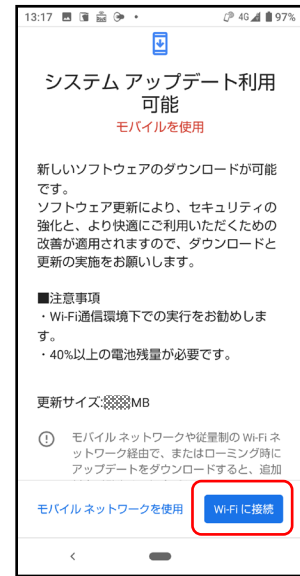 13:17 4G 97%
システム アップデート利用
可能
モバイルを使用
新しいソフトウェアのダウンロードが可能
です。
ソフトウェア更新により、セキュリティの
強化と、より快適にご利用いただくための
改善が適用されますので、ダウンロードと
更新の実施をお願いします。
■注意事項
・Wi-Fi通信環境下での実行をお勧めしま
す。
・40%以上の電池残量が必要です。
更新サイズ:MB
モバイル ネットワークや従量制の Wi-Fi ネ
ットワーク経由で、またはローミング時に
アップデートをダウンロードすると、追加
モバイル ネットワークを使用 Wi-Fi に接続